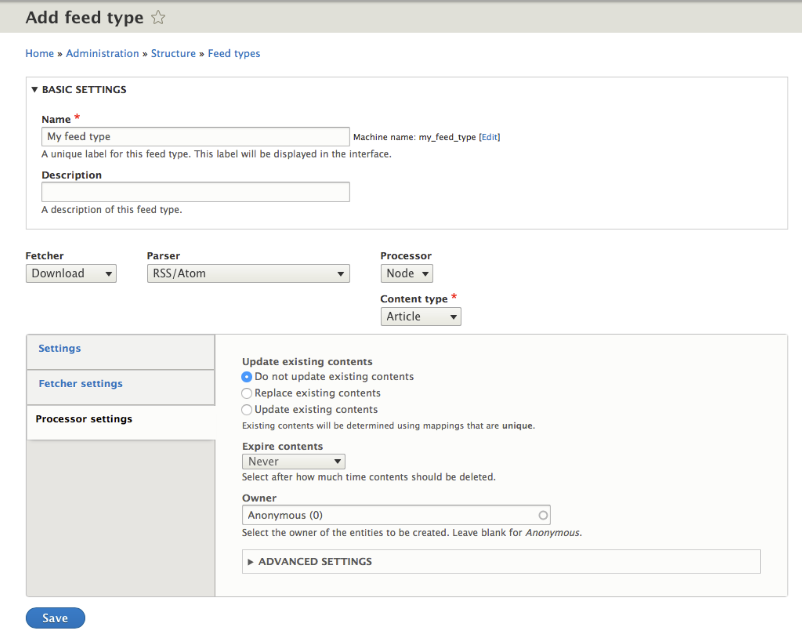 Add feed type
Home » Administration » Structure » Feed types
▼ BASIC SETTINGS
Name *
My feed type
Machine name: my_feed_type [Edit]
A unique label for this feed type. This label will be displayed in the interface.
Description
A description of this feed type.
Fetcher Parser Processor
Download RSS/Atom Node
Content type *
Article
Settings
Fetcher settings
Processor settings
Update existing contents
Do not update existing contents
Replace existing contents
Update existing contents
Existing contents will be determined using mappings that are unique.
Expire contents
Never
Select after how much time contents should be deleted.
Owner
Anonymous (0)
Select the owner of the entities to be created. Leave blank for Anonymous.
► ADVANCED SETTINGS
Save